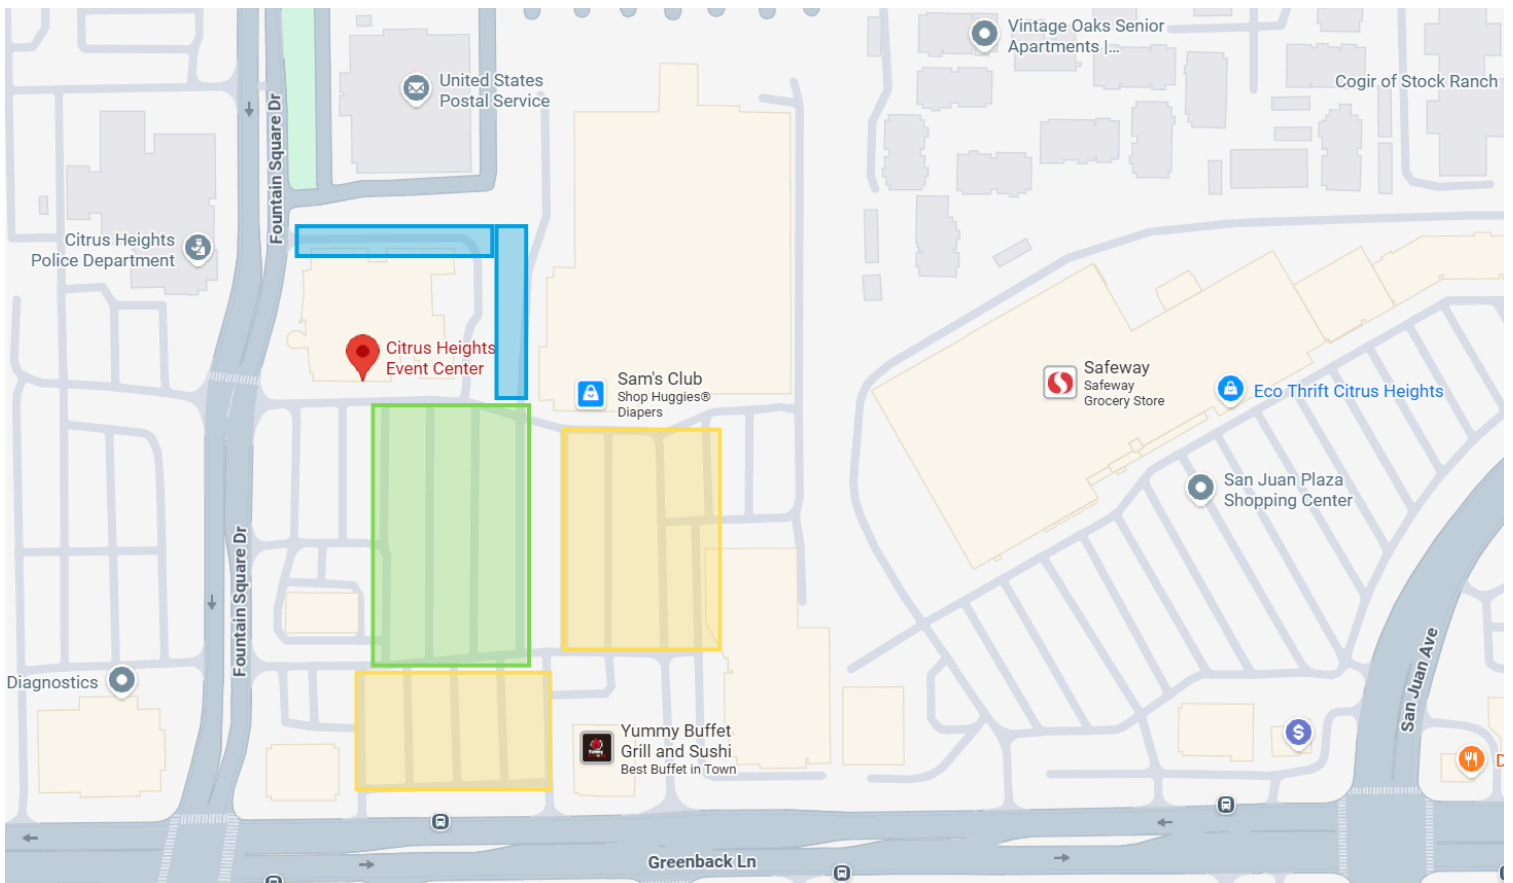 Vintage Oaks Senior
Apartments |...
United States
Postal Service
Cogir of Stock Ranch
Fountain Square Dr
Citrus Heights
Police Department
Citrus Heights
Event Center
Sam's Club
Shop Huggies®
Diapers
Safeway
Safeway
Grocery Store
Eco Thrift Citrus Heights
San Juan Plaza
Shopping Center
Fountain Square Dr
Diagnostics
San Juan Ave
Yummy Buffet
Grill and Sushi
Best Buffet in Town
$
D
Greenback Ln